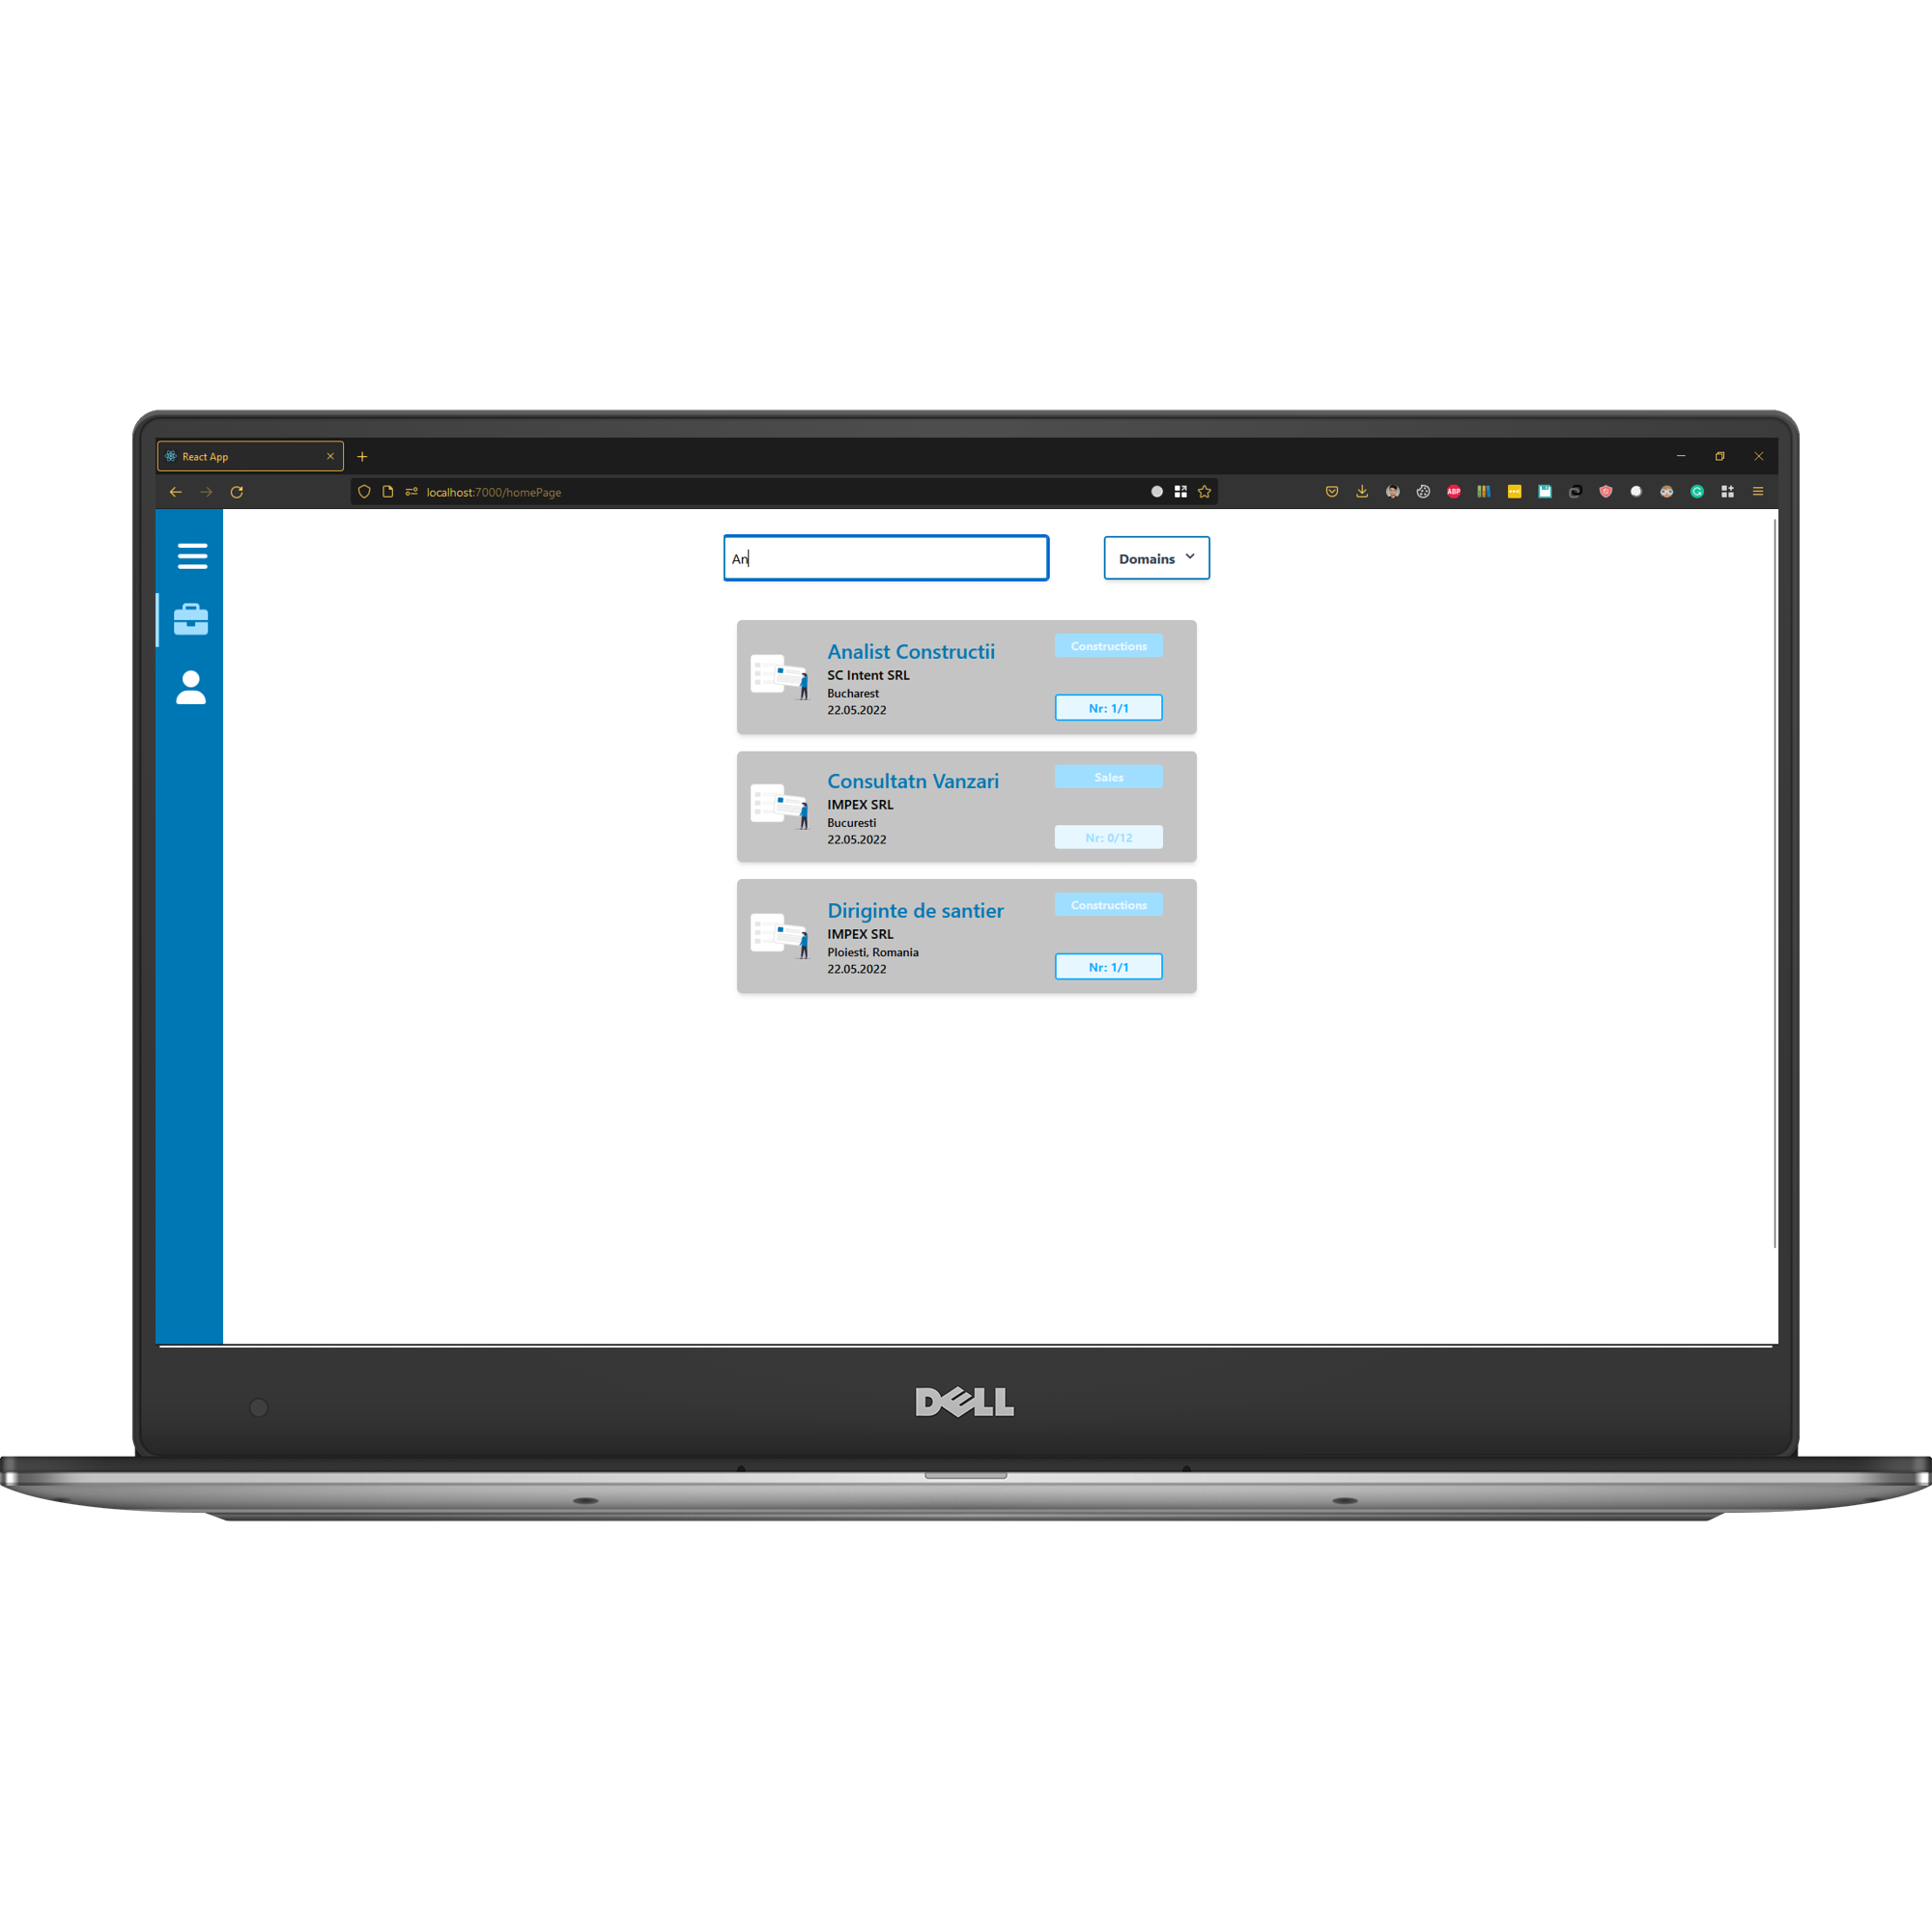 React App
localhost:7000/homePage
ABP
An
Domains
Analist Constructii
Constructions
SC Intent SRL
Bucharest
22.05.2022
Nr: 1/1
Consultatn Vanzari
Sales
IMPEX SRL
Bucuresti
22.05.2022
Nr: 0/12
Diriginte de santier
Constructions
IMPEX SRL
Ploiesti, Romania
22.05.2022
Nr: 1/1
DELL